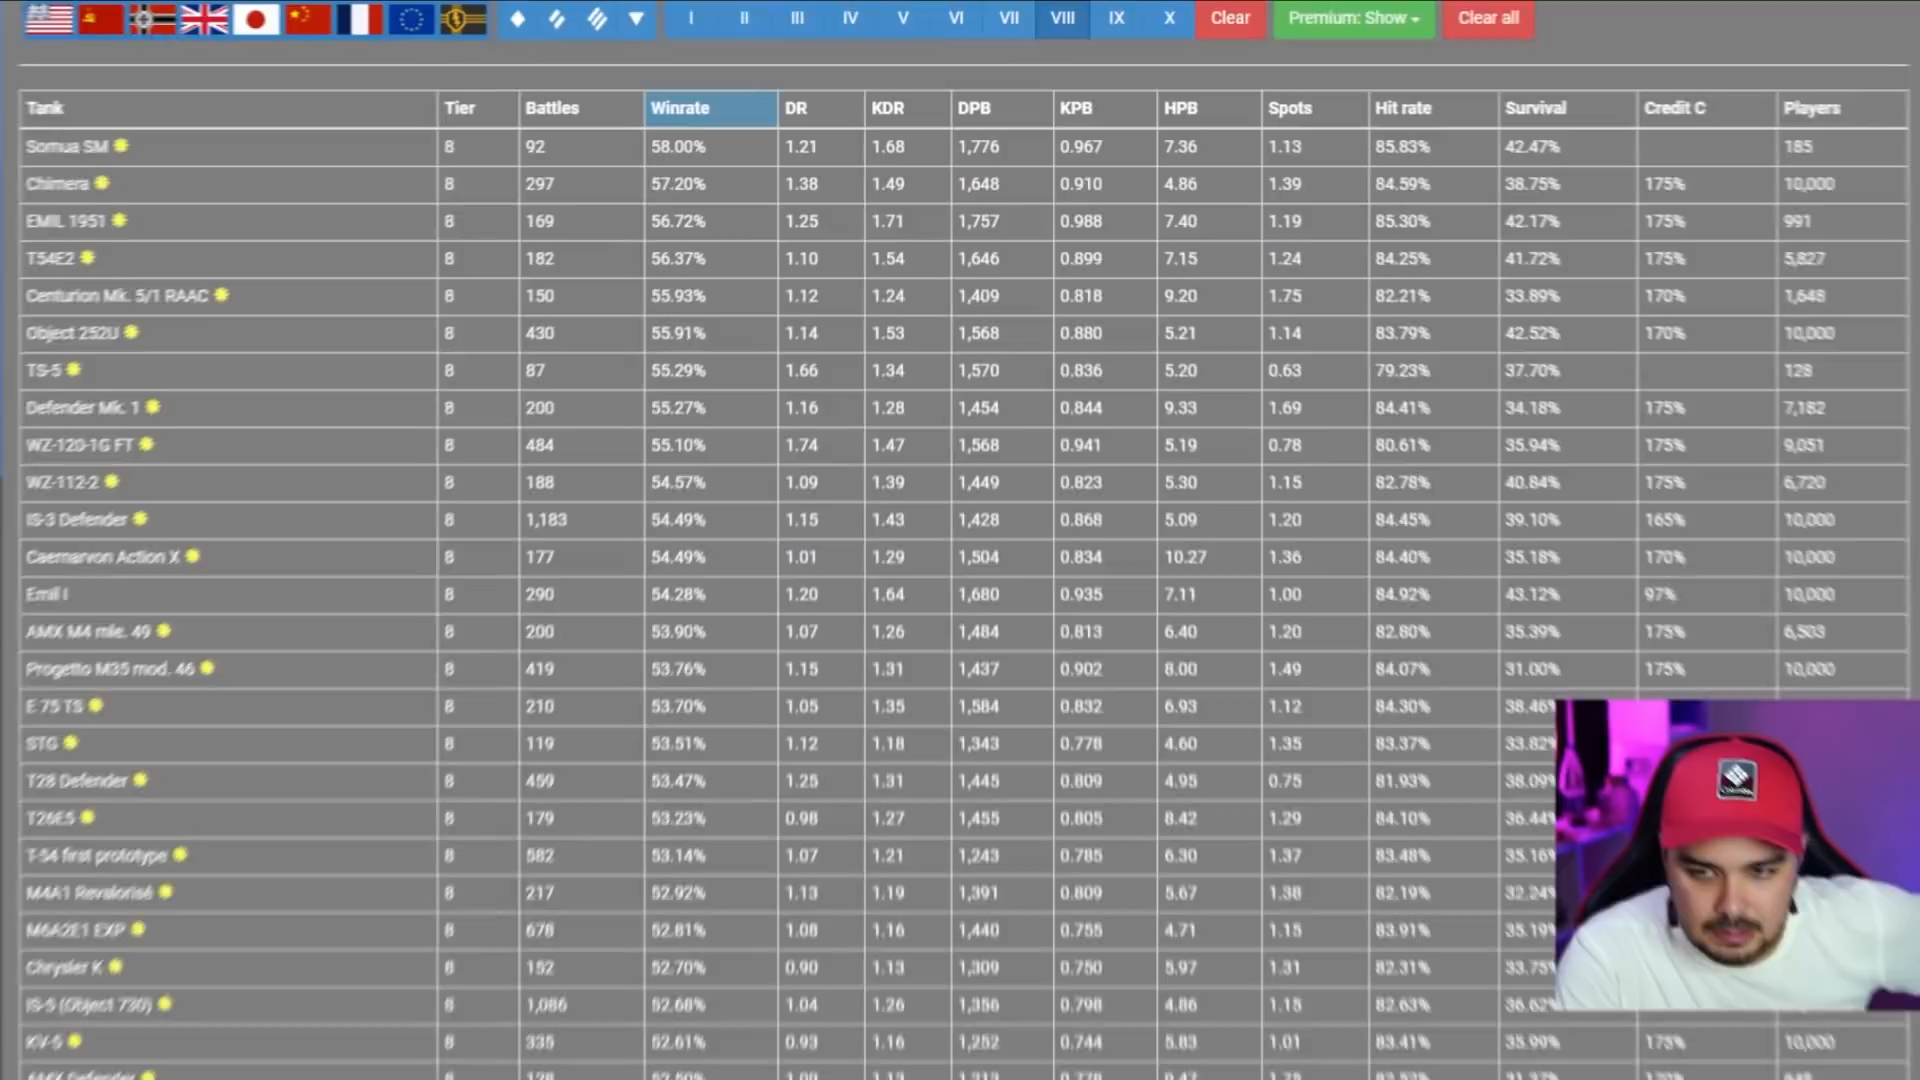 I II III IV V VI VII VIII IX X Clear Premium: Show Clear all
Tank Tier Battles Winrate DR KDR DPB KPB HPB Spots Hit rate Survival Credit C Players
Somua SM 8 92 58.00% 1.21 1.68 1,776 0.967 7.36 1.13 85.83% 42.47% 185
Chimera 8 297 57.20% 1.38 1.49 1,648 0.910 4.86 1.39 84.59% 38.75% 175% 10,000
EMIL 1951 8 169 56.72% 1.25 1.71 1,757 0.988 7.40 1.19 85.30% 42.17% 175% 991
T54E2 8 182 56.37% 1.10 1.54 1,646 0.899 7.15 1.24 84.25% 41.72% 175% 5,827
Centurion Mk. 5/1 RAAC 8 150 55.93% 1.12 1.24 1,409 0.818 9.20 1.75 82.21% 33.89% 170% 1,648
Object 252U 8 430 55.91% 1.14 1.53 1,568 0.880 5.21 1.14 83.79% 42.52% 170% 10,000
TS-5 8 87 55.29% 1.66 1.34 1,570 0.836 5.20 0.63 79.23% 37.70% 128
Defender Mk. 1 8 200 55.27% 1.16 1.28 1,454 0.844 9.33 1.69 84.41% 34.18% 175% 7,182
WZ-120-1G FT 8 484 55.10% 1.74 1.47 1,568 0.941 5.19 0.78 80.61% 35.94% 175% 9,051
WZ-112-2 8 188 54.57% 1.09 1.39 1,449 0.823 5.30 1.15 82.78% 40.84% 175% 6,720
IS-3 Defender 8 1,183 54.49% 1.15 1.43 1,428 0.868 5.09 1.20 84.45% 39.10% 165% 10,000
Caernarvon Action X 8 177 54.49% 1.01 1.29 1,504 0.834 10.27 1.36 84.40% 35.18% 170% 10,000
Emil I 8 290 54.28% 1.20 1.64 1,680 0.935 7.11 1.00 84.92% 43.12% 97% 10,000
AMX M4 mle. 49 8 200 53.90% 1.07 1.26 1,484 0.813 6.40 1.20 82.80% 35.39% 175% 6,503
Progetto M35 mod. 46 8 419 53.76% 1.15 1.31 1,437 0.902 8.00 1.49 84.07% 31.00% 175% 10,000
E 75 TS 8 210 53.70% 1.05 1.35 1,584 0.832 6.93 1.12 84.30% 38.46%
STG 8 119 53.51% 1.12 1.18 1,343 0.778 4.60 1.35 83.37% 33.82%
T28 Defender 8 459 53.47% 1.25 1.31 1,445 0.809 4.95 0.75 81.93% 38.09%
T26E5 8 179 53.23% 0.98 1.27 1,455 0.805 8.42 1.29 84.10% 36.44%
T-54 first prototype 8 582 53.14% 1.07 1.21 1,243 0.785 6.30 1.37 83.48% 35.16%
M4A1 Revalorisé 8 217 52.92% 1.13 1.19 1,391 0.809 5.67 1.38 82.19% 32.24%
M6A2E1 EXP 8 678 52.81% 1.08 1.16 1,440 0.755 4.71 1.15 83.91% 35.19%
Chrysler K 8 152 52.70% 0.90 1.13 1,309 0.750 5.97 1.31 82.31% 33.75%
IS-5 (Object 730) 8 1,086 52.68% 1.04 1.26 1,356 0.798 4.86 1.15 82.63% 36.62%
KV-5 8 335 52.61% 0.93 1.16 1,252 0.744 5.83 1.01 83.41% 35.99% 175% 10,000
Defender